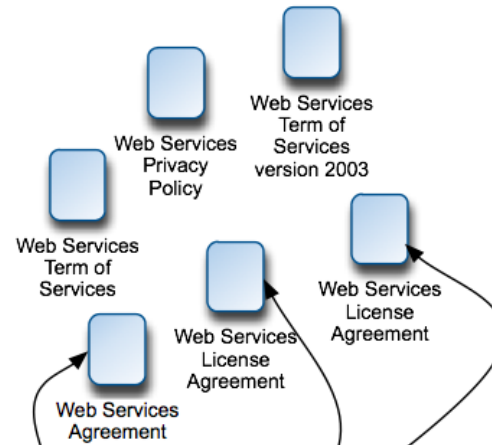 Web Services
Term of
Services
version 2003
Web Services
Privacy
Policy
Web Services
Term of
Services
Web Services
License
Agreement
Web Services
License
Agreement
Web Services
Agreement